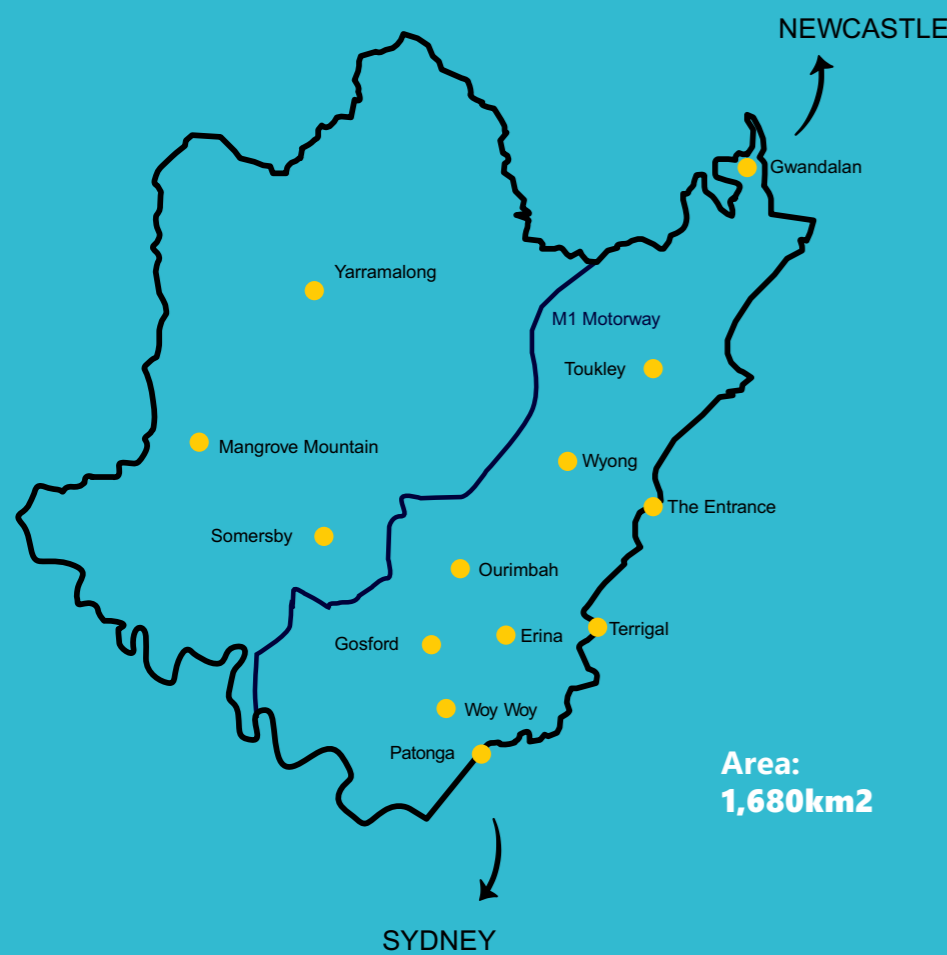 NEWCASTLE
Gwandalan
Yarramalong
M1 Motorway
Toukley
Mangrove Mountain
Wyong
The Entrance
Somersby
Ourimbah
Gosford
Erina
Terrigal
Woy Woy
Patonga
Area:
1,680km2
SYDNEY